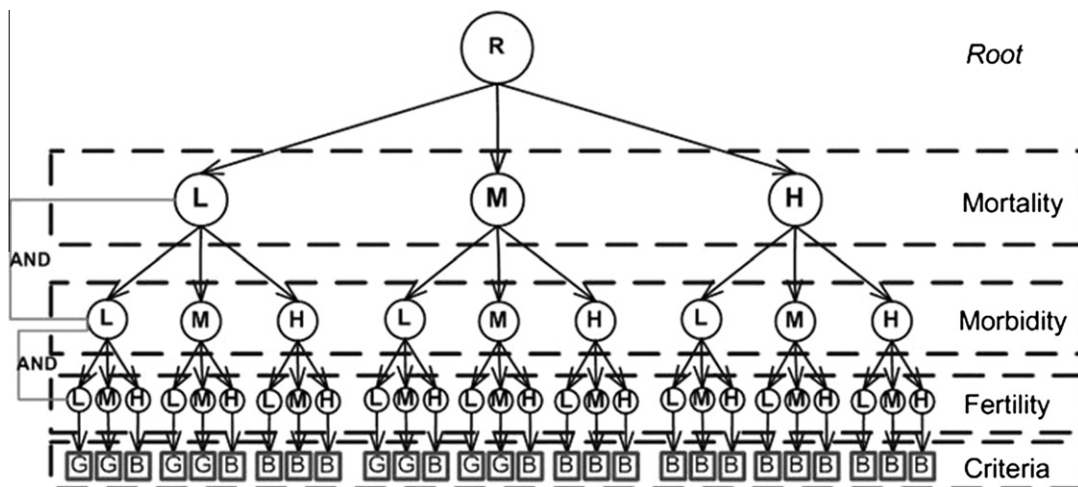 R Root
L M H Mortality
AND
L M H L M H L M H Morbidity
AND
L M H L M H L M H L M H L M H L M H L M H L M H L M H Fertility
G G B G G B B B B G G B G G B B B B B B B B B B B B B Criteria